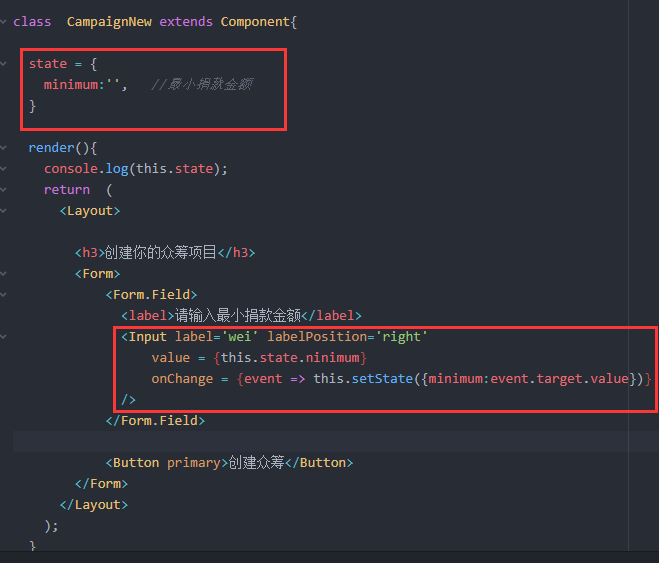 class  CampaignNew extends Component{
state = {
minimum:'',   //最小捐款金额
}
render(){
console.log(this.state);
return  (
<Layout>
<h3>创建你的众筹项目</h3>
<Form>
<Form.Field>
<label>请输入最小捐款金额</label>
<Input label='wei' labelPosition='right'
value = {this.state.ninimum}
onChange = {event => this.setState({minimum:event.target.value})}
/>
</Form.Field>
<Button primary>创建众筹</Button>
</Form>
</Layout>
);
}